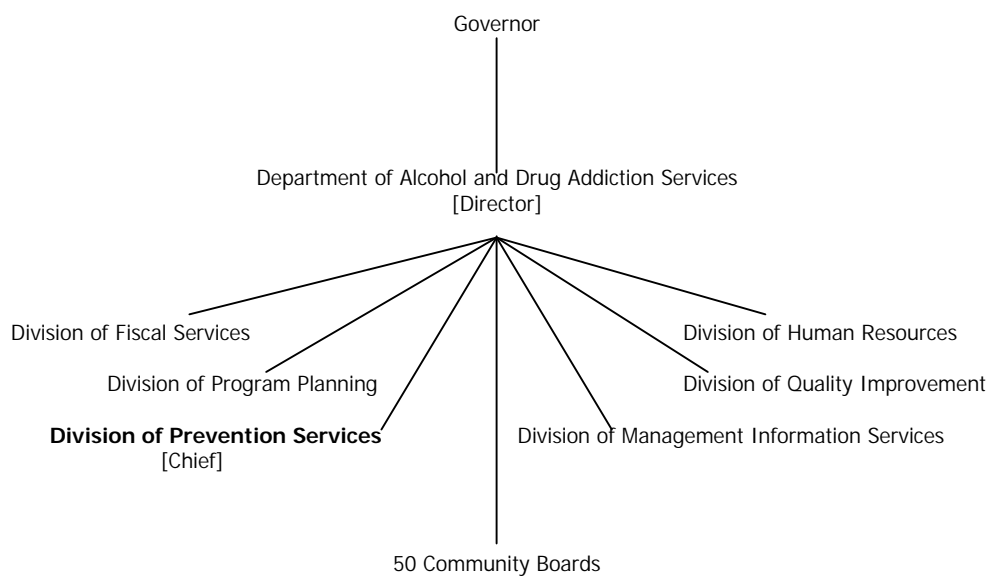 Governor
Department of Alcohol and Drug Addiction Services
[Director]
Division of Fiscal Services
Division of Human Resources
Division of Program Planning
Division of Quality Improvement
Division of Prevention Services
[Chief]
Division of Management Information Services
50 Community Boards